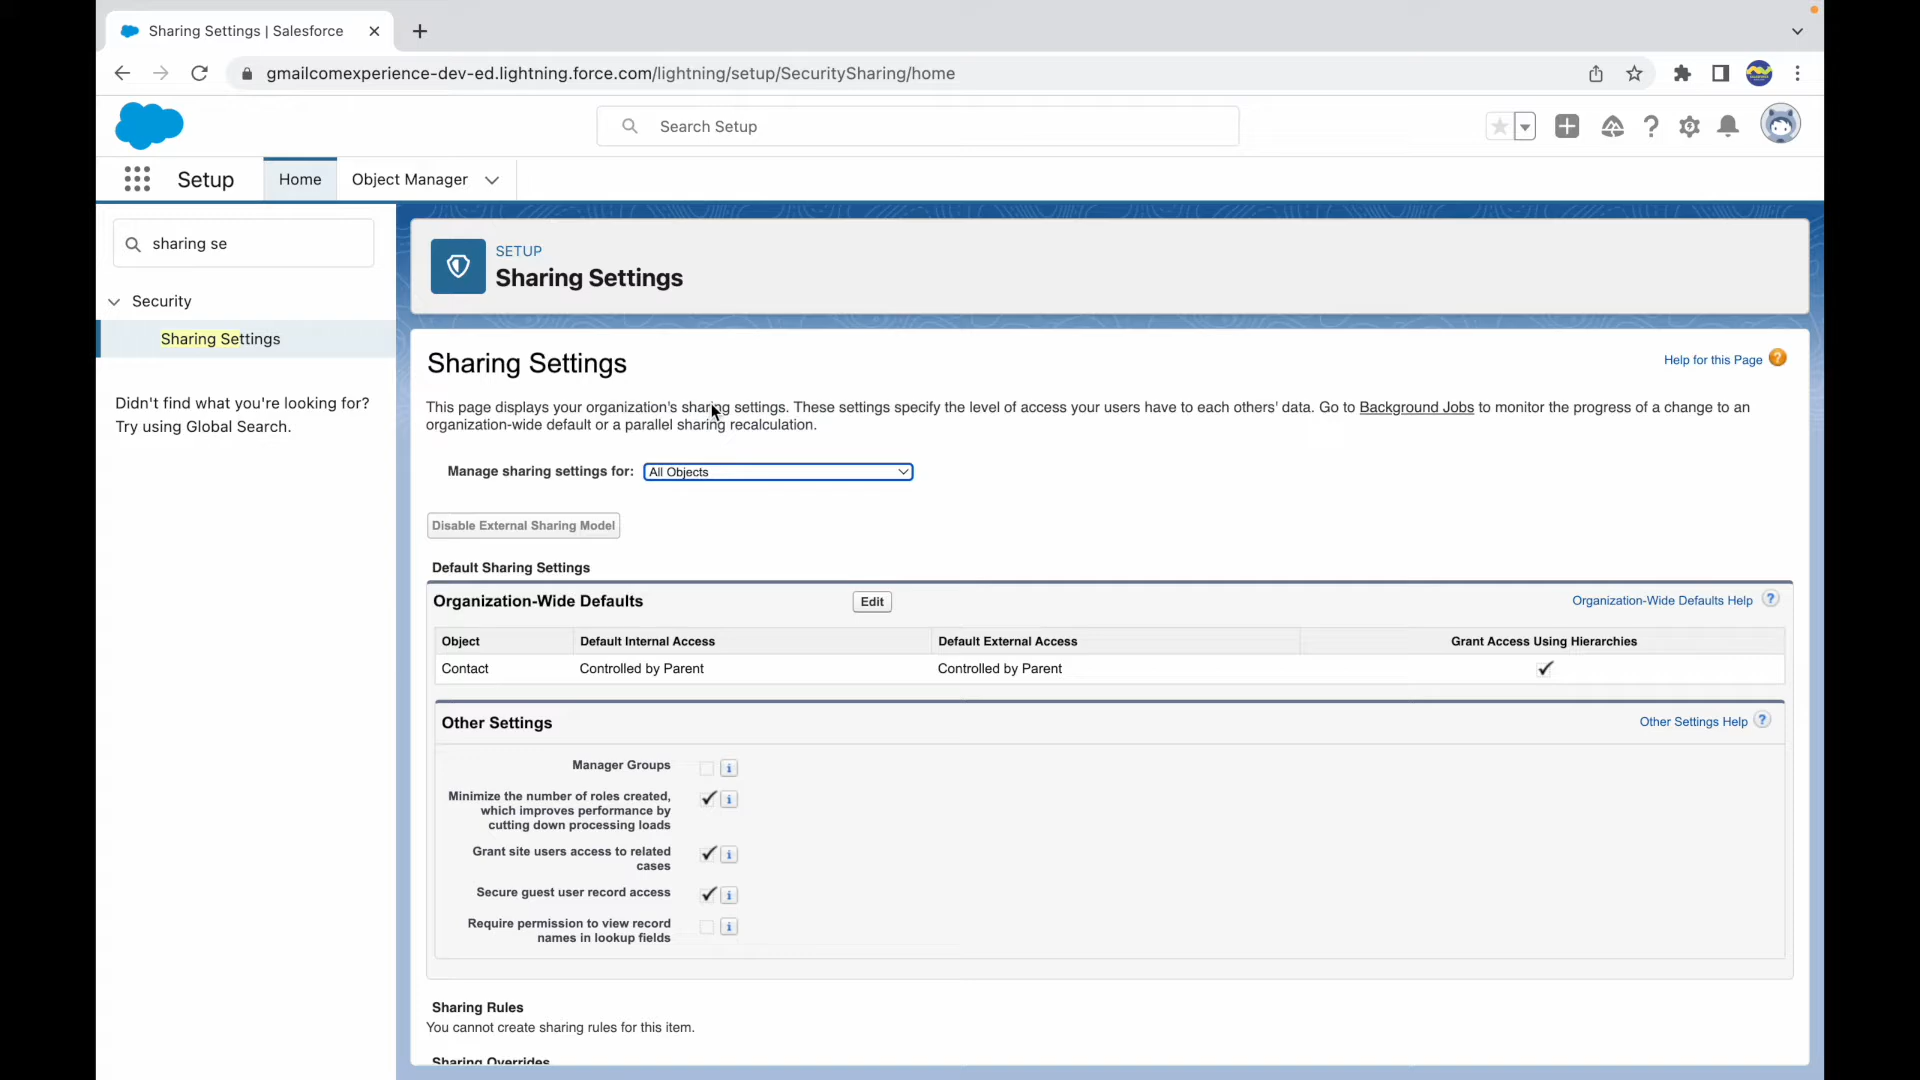 Sharing Settings | Salesforce
gmailcomexperience-dev-ed.lightning.force.com/lightning/setup/SecuritySharing/home
Search Setup
Setup
Home
Object Manager
sharing se
Security
Sharing Settings
Didn't find what you're looking for?
Try using Global Search.
SETUP
Sharing Settings
Sharing Settings
Help for this Page
This page displays your organization's sharing settings. These settings specify the level of access your users have to each others' data. Go to Background Jobs to monitor the progress of a change to an
organization-wide default or a parallel sharing recalculation.
Manage sharing settings for: All Objects
Disable External Sharing Model
Default Sharing Settings
Organization-Wide Defaults
Edit
Organization-Wide Defaults Help ?
Object Default Internal Access Default External Access Grant Access Using Hierarchies
Contact Controlled by Parent Controlled by Parent
Other Settings
Other Settings Help ?
Manager Groups
Minimize the number of roles created,
which improves performance by
cutting down processing loads
Grant site users access to related
cases
Secure guest user record access
Require permission to view record
names in lookup fields
Sharing Rules
You cannot create sharing rules for this item.
Sharing Overrides